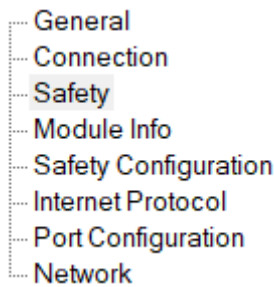 General
Connection
Safety
Module Info
Safety Configuration
Internet Protocol
Port Configuration
Network